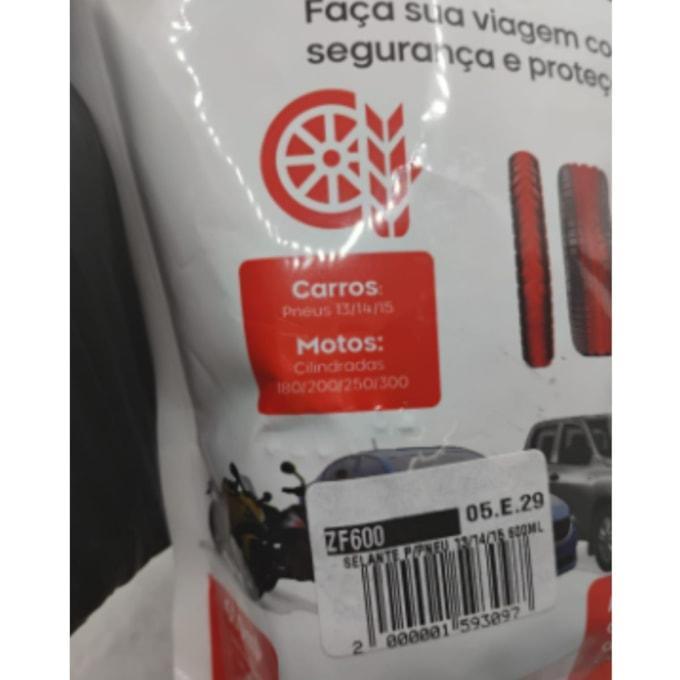 Faça sua viagem co
segurança e proteç
Carros:
Pneus 13/14/15
Motos:
Cilindradas
180/200/250/300
ZF600
05.E.29
SELANTE P/PNEU 13/14/15 600ML
2 000001 593097